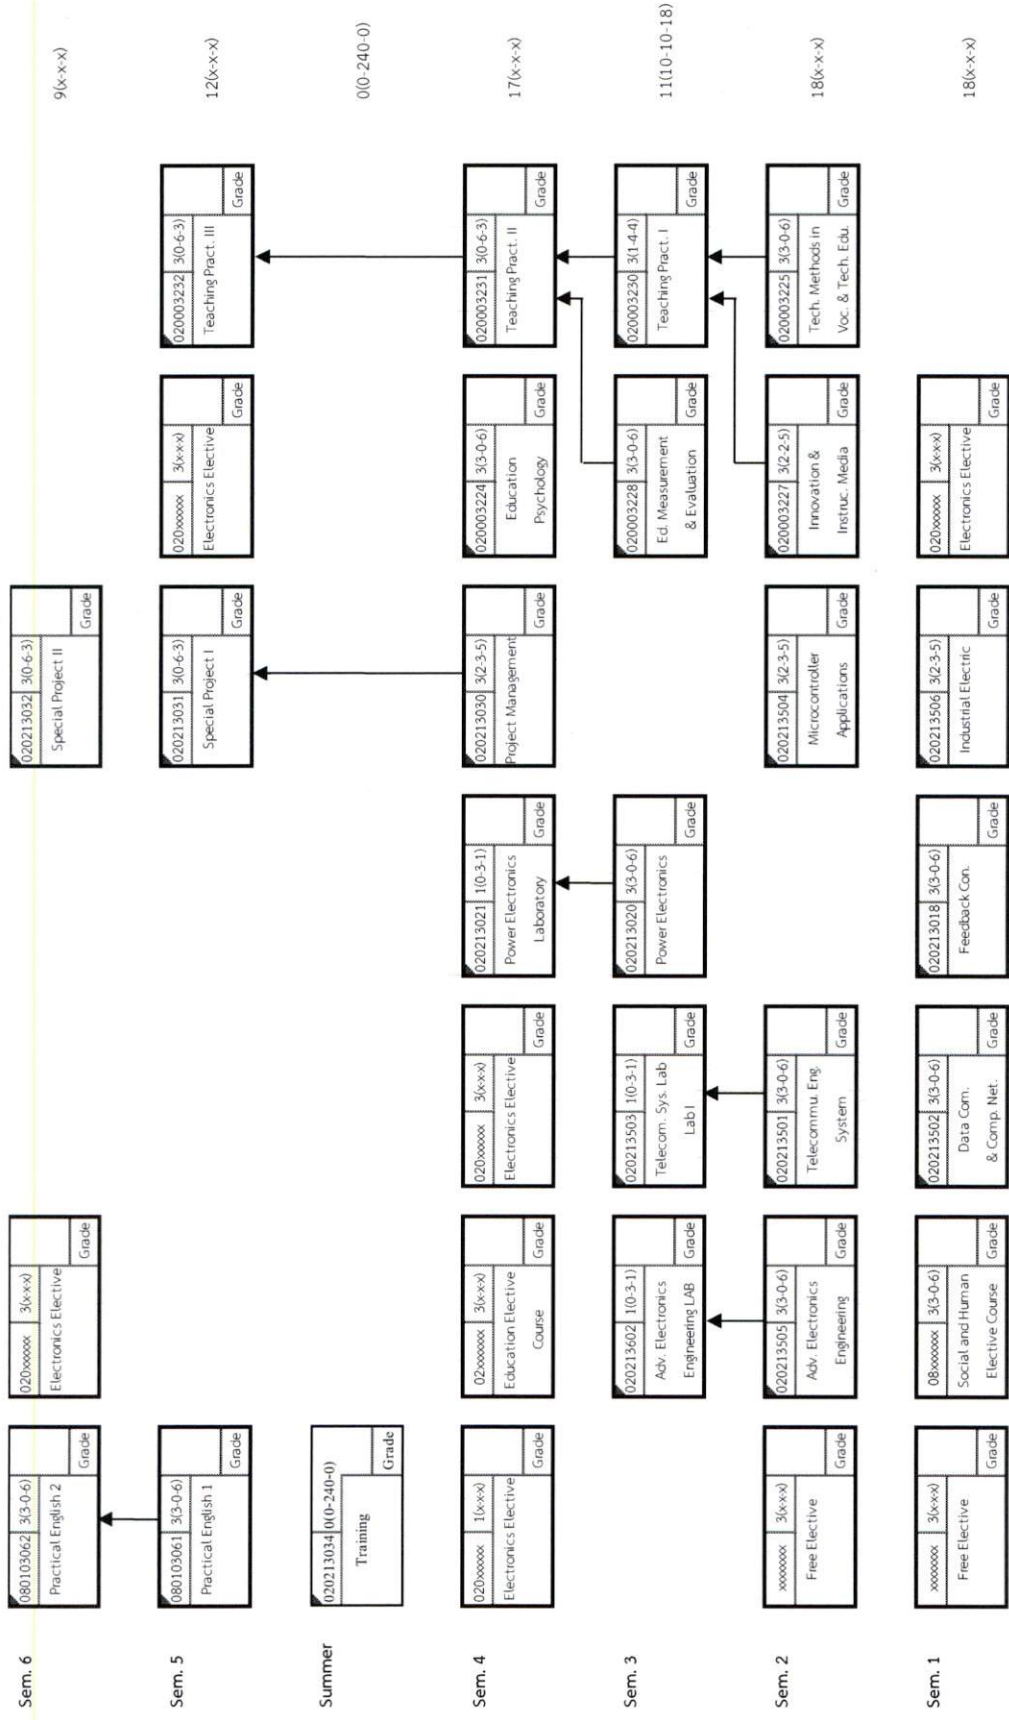 Sem. 6
080103062 3(3-0-6)
Practical English 2
Grade
020xxxxxx 3(x-x-x)
Electronics Elective
Grade
020213032 3(0-6-3)
Special Project II
Grade
9(x-x-x)
Sem. 5
080103061 3(3-0-6)
Practical English 1
Grade
020213031 3(0-6-3)
Special Project I
Grade
020xxxxxx 3(x-x-x)
Electronics Elective
Grade
020003232 3(0-6-3)
Teaching Pract. III
Grade
12(x-x-x)
Summer
020213034 0(0-240-0)
Training
Grade
0(0-240-0)
Sem. 4
020xxxxxx 1(x-x-x)
Electronics Elective
Grade
02xxxxxxx 3(x-x-x)
Education Elective
Course
Grade
020xxxxxx 3(x-x-x)
Electronics Elective
Grade
020213021 1(0-3-1)
Power Electronics
Laboratory
Grade
020213030 3(2-3-5)
Project Management
Grade
020003224 3(3-0-6)
Education
Psychology
Grade
020003231 3(0-6-3)
Teaching Pract. II
Grade
17(x-x-x)
Sem. 3
020213602 1(0-3-1)
Adv. Electronics
Engineering LAB
Grade
020213503 1(0-3-1)
Telecom. Sys. Lab
Lab I
Grade
020213020 3(3-0-6)
Power Electronics
Grade
020003228 3(3-0-6)
Ed. Measurement
& Evaluation
Grade
020003230 3(1-4-4)
Teaching Pract. I
Grade
11(10-10-18)
Sem. 2
xxxxxxxx 3(x-x-x)
Free Elective
Grade
020213505 3(3-0-6)
Adv. Electronics
Engineering
Grade
020213501 3(3-0-6)
Telecommu. Eng.
System
Grade
020213504 3(2-3-5)
Microcontroller
Applications
Grade
020003227 3(2-2-5)
Innovation &
Instruc. Media
Grade
020003225 3(3-0-6)
Tech. Methods in
Voc. & Tech. Edu.
Grade
18(x-x-x)
Sem. 1
xxxxxxxx 3(x-x-x)
Free Elective
Grade
08xxxxxxx 3(3-0-6)
Social and Human
Elective Course
Grade
020213502 3(3-0-6)
Data Com.
& Comp. Net.
Grade
020213018 3(3-0-6)
Feedback Con.
Grade
020213506 3(2-3-5)
Industrial Electric
Grade
020xxxxxx 3(x-x-x)
Electronics Elective
Grade
18(x-x-x)